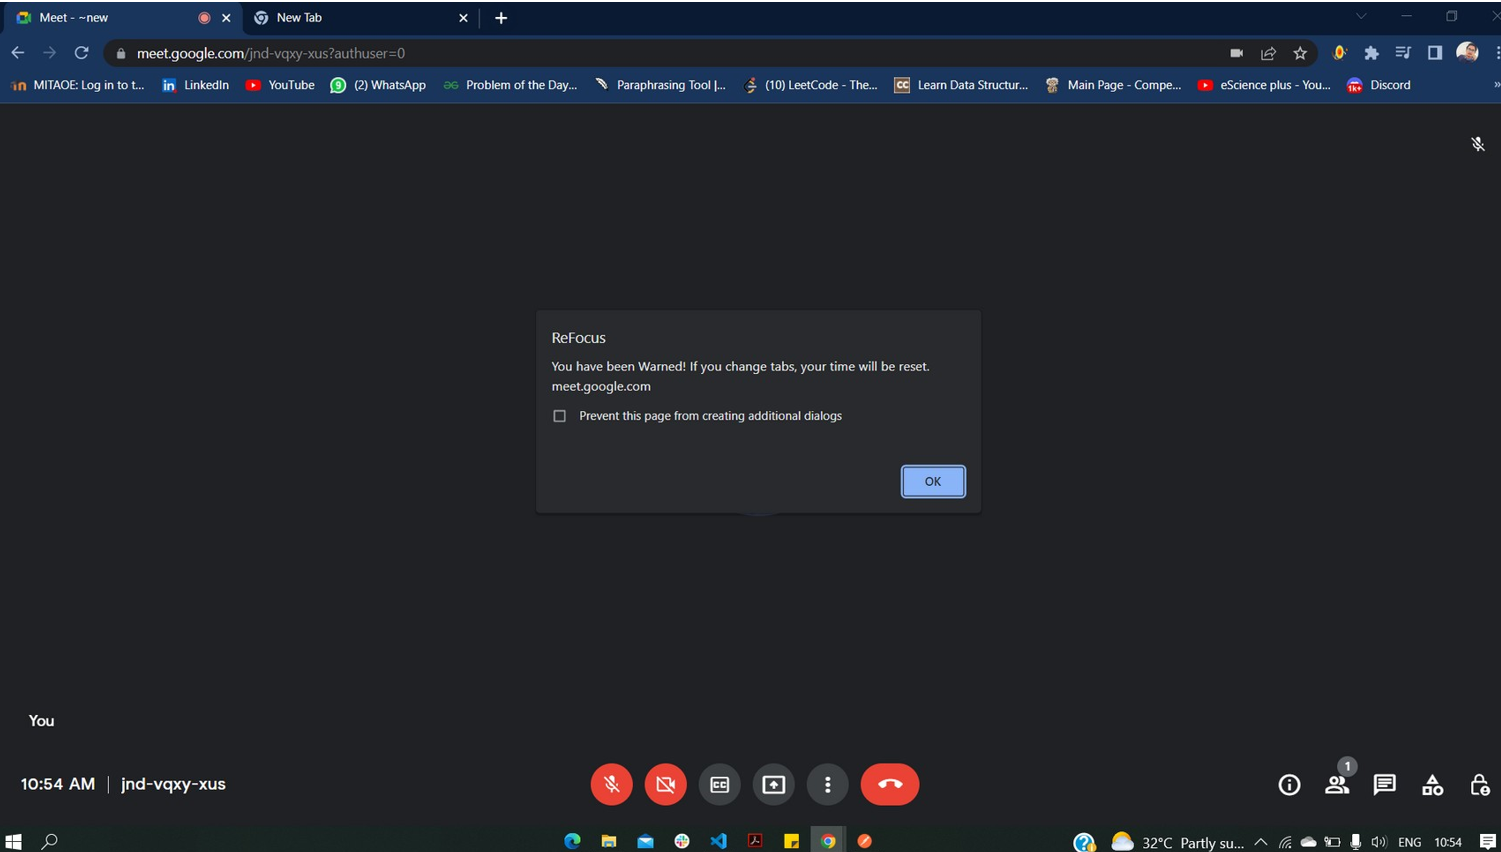 Meet - ~new
New Tab
meet.google.com/jnd-vqxy-xus?authuser=0
MITAOE: Log in to t...
LinkedIn
YouTube
(2) WhatsApp
Problem of the Day...
Paraphrasing Tool |...
(10) LeetCode - The...
CC
Learn Data Structur...
Main Page - Compe...
eScience plus - You...
1k+
Discord
ReFocus
You have been Warned! If you change tabs, your time will be reset.
meet.google.com
Prevent this page from creating additional dialogs
OK
You
10:54 AM | jnd-vqxy-xus
CC
1
32°C Partly su...
ENG
10:54